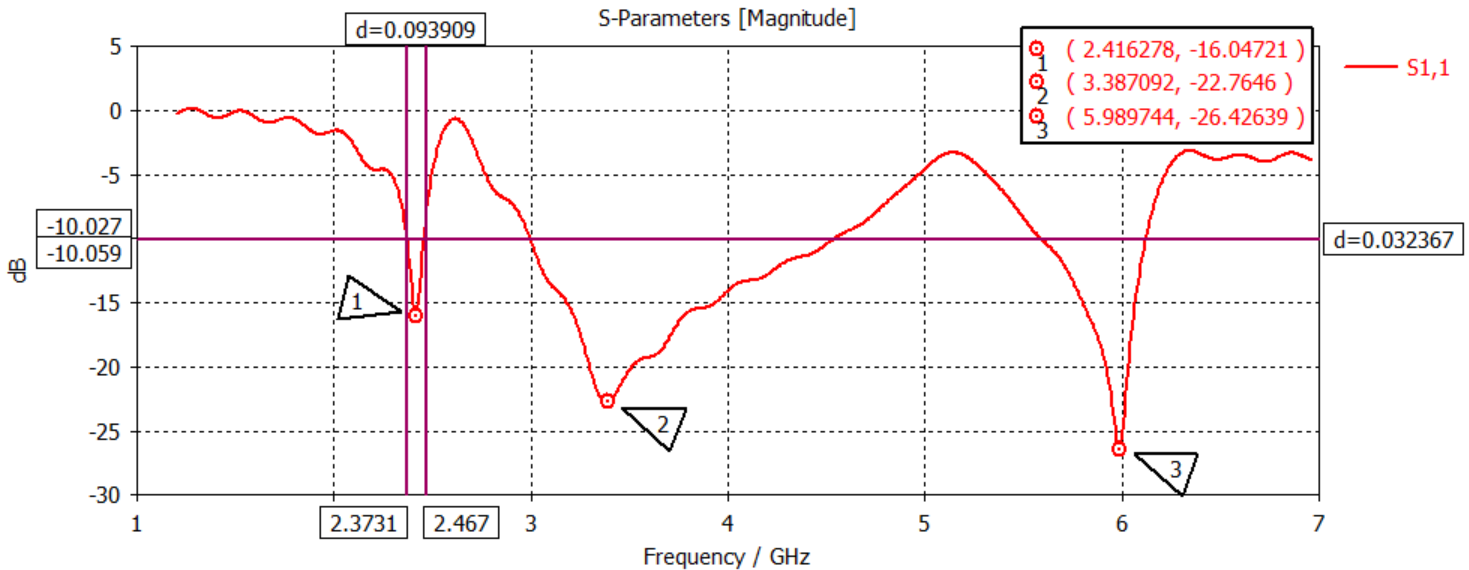 S-Parameters [Magnitude]
d=0.093909
( 2.416278, -16.04721 )
1
( 3.387092, -22.7646 )
2
( 5.989744, -26.42639 )
3
S1,1
5
0
-5
-10.027
-10.059
d=0.032367
dB
-15
-20
-25
-30
1
2
3
1
2.3731
2.467
3
4
5
6
7
Frequency / GHz